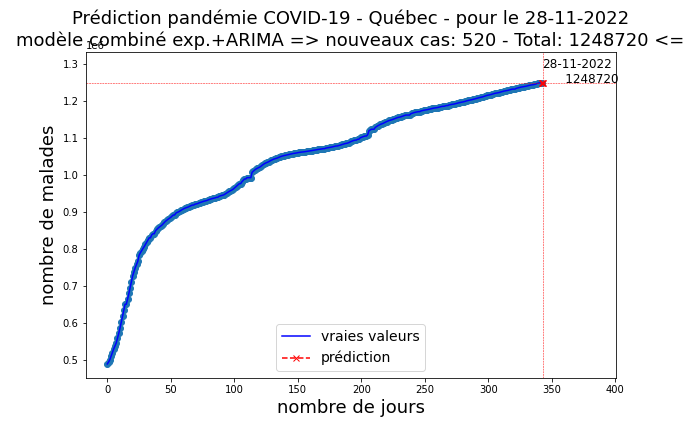 Prédiction pandémie COVID-19 - Québec - pour le 28-11-2022
modèle combiné exp.+ARIMA => nouveaux cas: 520 - Total: 1248720 <=
1e6
28-11-2022
1248720
1.3
1.2
1.1
1.0
0.9
0.8
0.7
0.6
0.5
nombre de malades
vraies valeurs
prédiction
0 50 100 150 200 250 300 350 400
nombre de jours